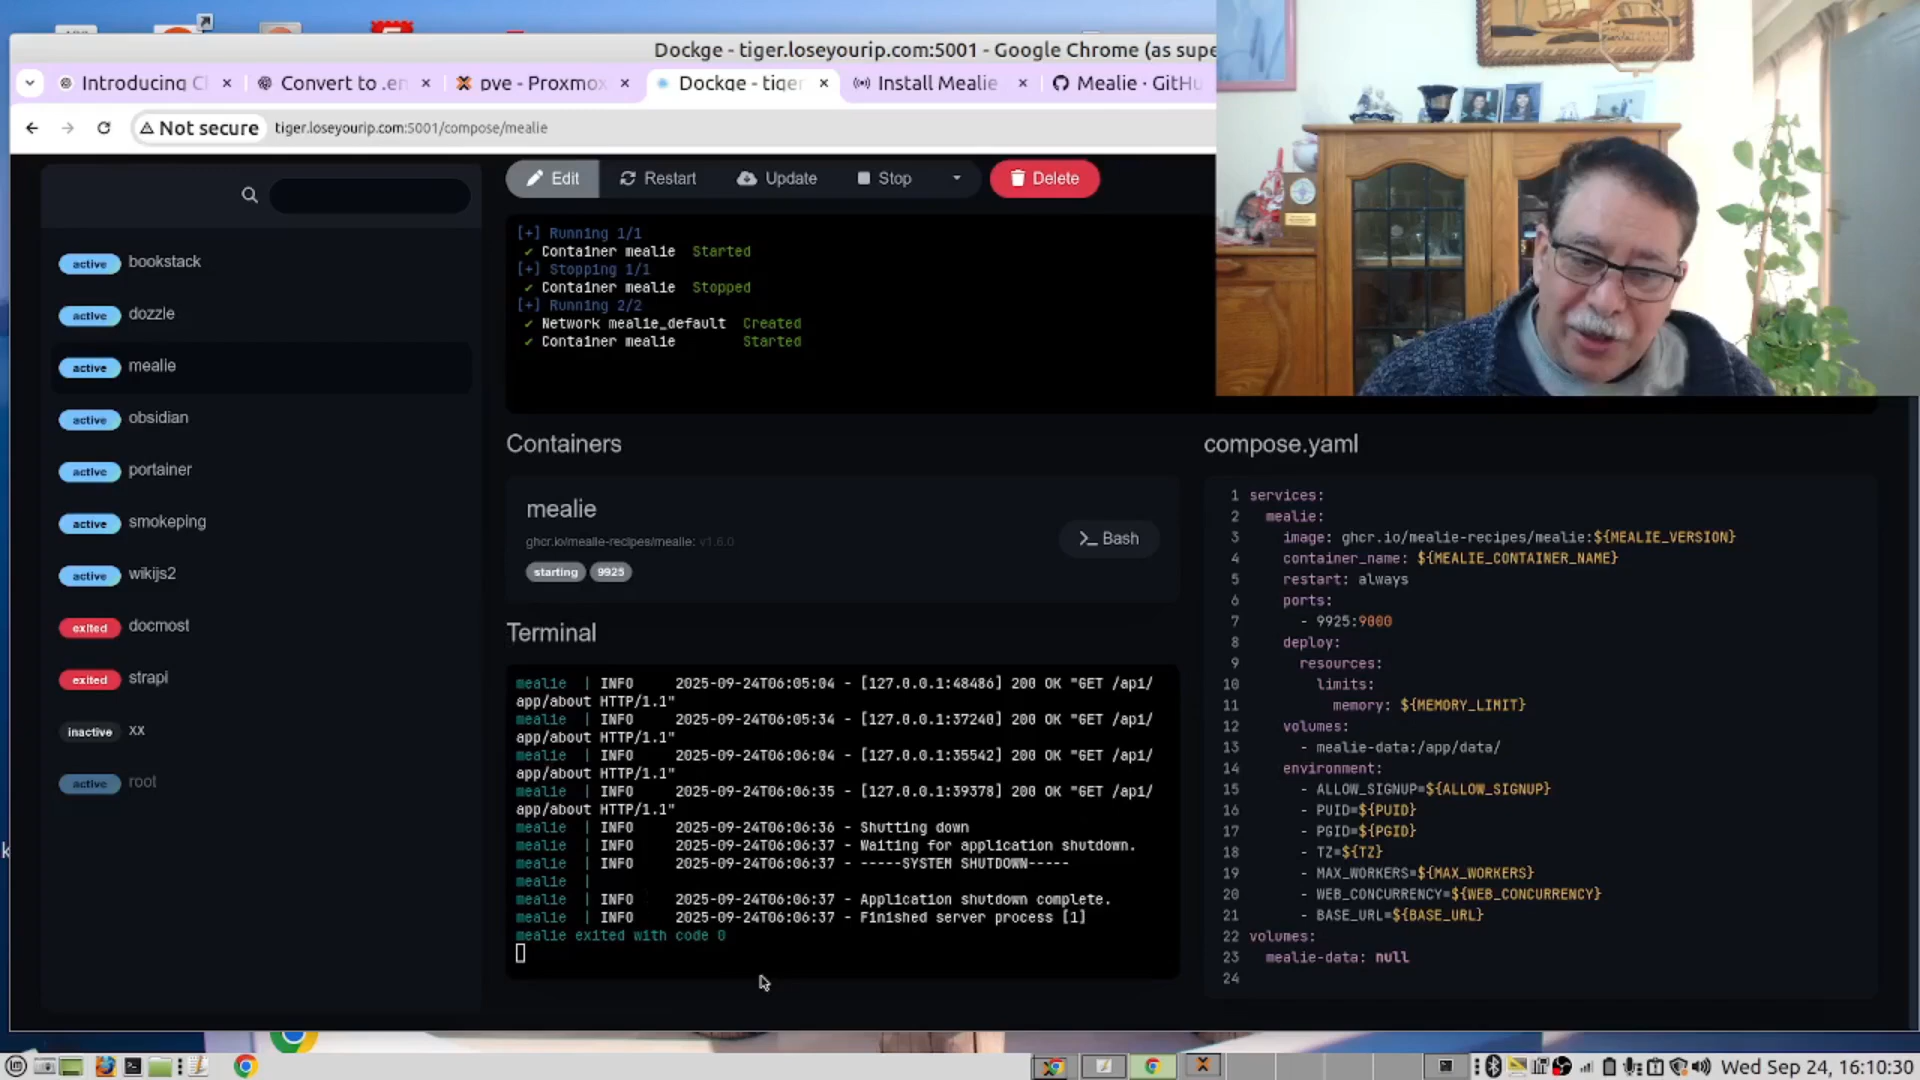 Dockge - tiger.loseyourip.com:5001 - Google Chrome (as supe
Introducing C
Convert to .en
pve - Proxmox
Dockge - tiger
Install Mealie
Mealie · GitHu
Not secure
tiger.loseyourip.com:5001/compose/mealie
Edit
Restart
Update
Stop
Delete
active bookstack
active dozzle
active mealie
active obsidian
active portainer
active smokeping
active wikijs2
exited docmost
exited strapi
inactive xx
active root
[+] Running 1/1
✔ Container mealie Started
[+] Stopping 1/1
✔ Container mealie Stopped
[+] Running 2/2
✔ Network mealie_default Created
✔ Container mealie Started
Containers
mealie
ghcr.io/mealie-recipes/mealie: v1.6.0
starting 9925
Bash
Terminal
mealie | INFO 2025-09-24T06:05:04 - [127.0.0.1:48486] 200 OK "GET /api/
app/about HTTP/1.1"
mealie | INFO 2025-09-24T06:05:34 - [127.0.0.1:37240] 200 OK "GET /api/
app/about HTTP/1.1"
mealie | INFO 2025-09-24T06:06:04 - [127.0.0.1:35542] 200 OK "GET /api/
app/about HTTP/1.1"
mealie | INFO 2025-09-24T06:06:35 - [127.0.0.1:39378] 200 OK "GET /api/
app/about HTTP/1.1"
mealie | INFO 2025-09-24T06:06:36 - Shutting down
mealie | INFO 2025-09-24T06:06:37 - Waiting for application shutdown.
mealie | INFO 2025-09-24T06:06:37 - -----SYSTEM SHUTDOWN-----
mealie |
mealie | INFO 2025-09-24T06:06:37 - Application shutdown complete.
mealie | INFO 2025-09-24T06:06:37 - Finished server process [1]
mealie exited with code 0
compose.yaml
1 services:
2 mealie:
3 image: ghcr.io/mealie-recipes/mealie:${MEALIE_VERSION}
4 container_name: ${MEALIE_CONTAINER_NAME}
5 restart: always
6 ports:
7 - 9925:9000
8 deploy:
9 resources:
10 limits:
11 memory: ${MEMORY_LIMIT}
12 volumes:
13 - mealie-data:/app/data/
14 environment:
15 - ALLOW_SIGNUP=${ALLOW_SIGNUP}
16 - PUID=${PUID}
17 - PGID=${PGID}
18 - TZ=${TZ}
19 - MAX_WORKERS=${MAX_WORKERS}
20 - WEB_CONCURRENCY=${WEB_CONCURRENCY}
21 - BASE_URL=${BASE_URL}
22 volumes:
23 mealie-data: null
24
Wed Sep 24, 16:10:30